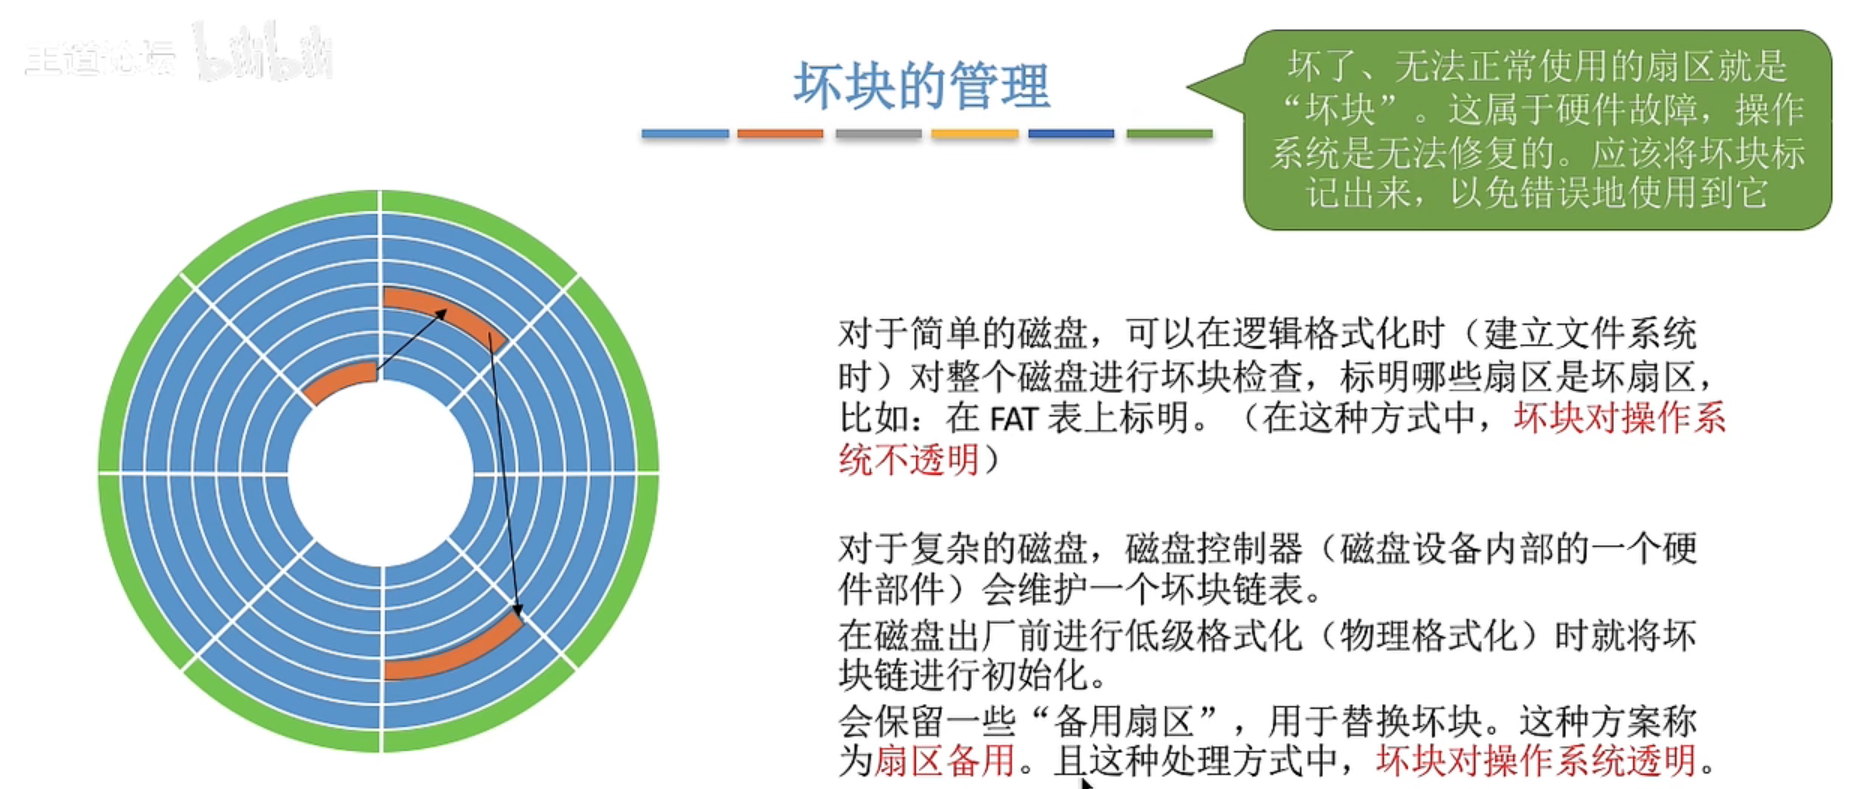 王道论坛 bilibili
坏块的管理
坏了、无法正常使用的扇区就是
“坏块”。这属于硬件故障，操作
系统是无法修复的。应该将坏块标
记出来，以免错误地使用到它
对于简单的磁盘，可以在逻辑格式化时（建立文件系统
时）对整个磁盘进行坏块检查，标明哪些扇区是坏扇区，
比如：在 FAT 表上标明。（在这种方式中，坏块对操作系
统不透明）
对于复杂的磁盘，磁盘控制器（磁盘设备内部的一个硬
件部件）会维护一个坏块链表。
在磁盘出厂前进行低级格式化（物理格式化）时就将坏
块链进行初始化。
会保留一些“备用扇区”，用于替换坏块。这种方案称
为扇区备用。且这种处理方式中，坏块对操作系统透明。